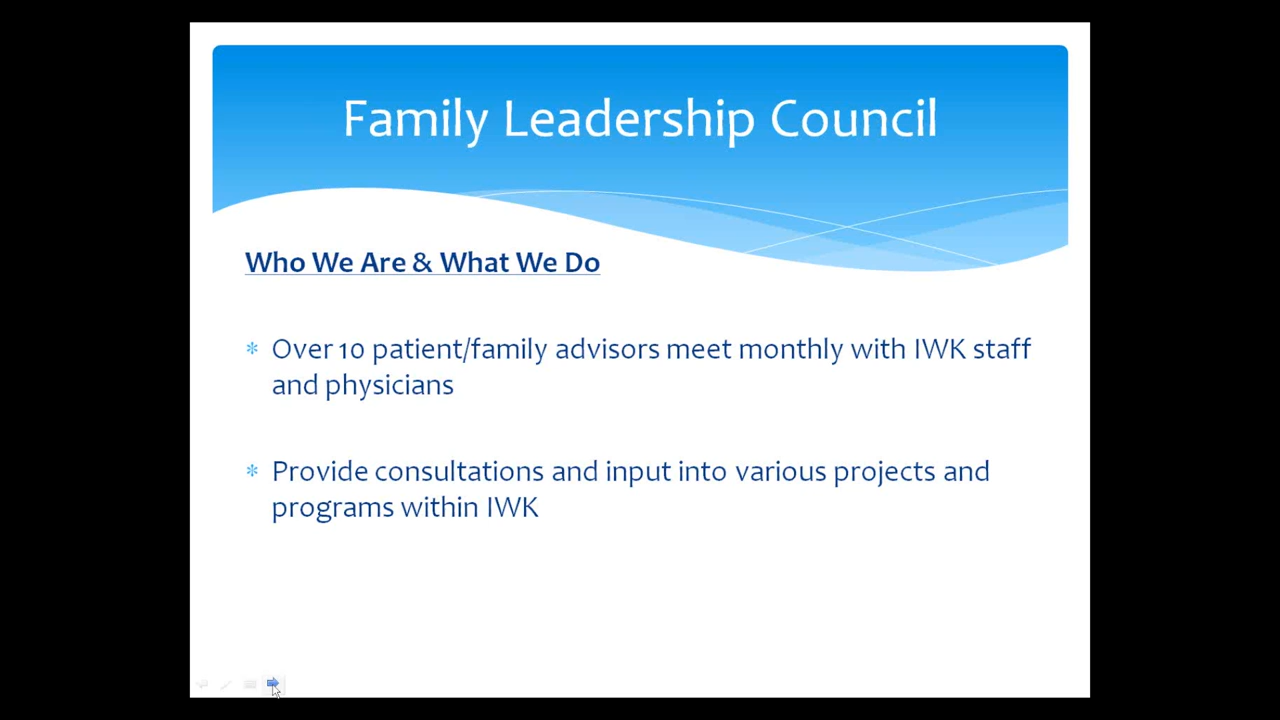 Family Leadership Council
Who We Are & What We Do
* Over 10 patient/family advisors meet monthly with IWK staff
and physicians
* Provide consultations and input into various projects and
programs within IWK